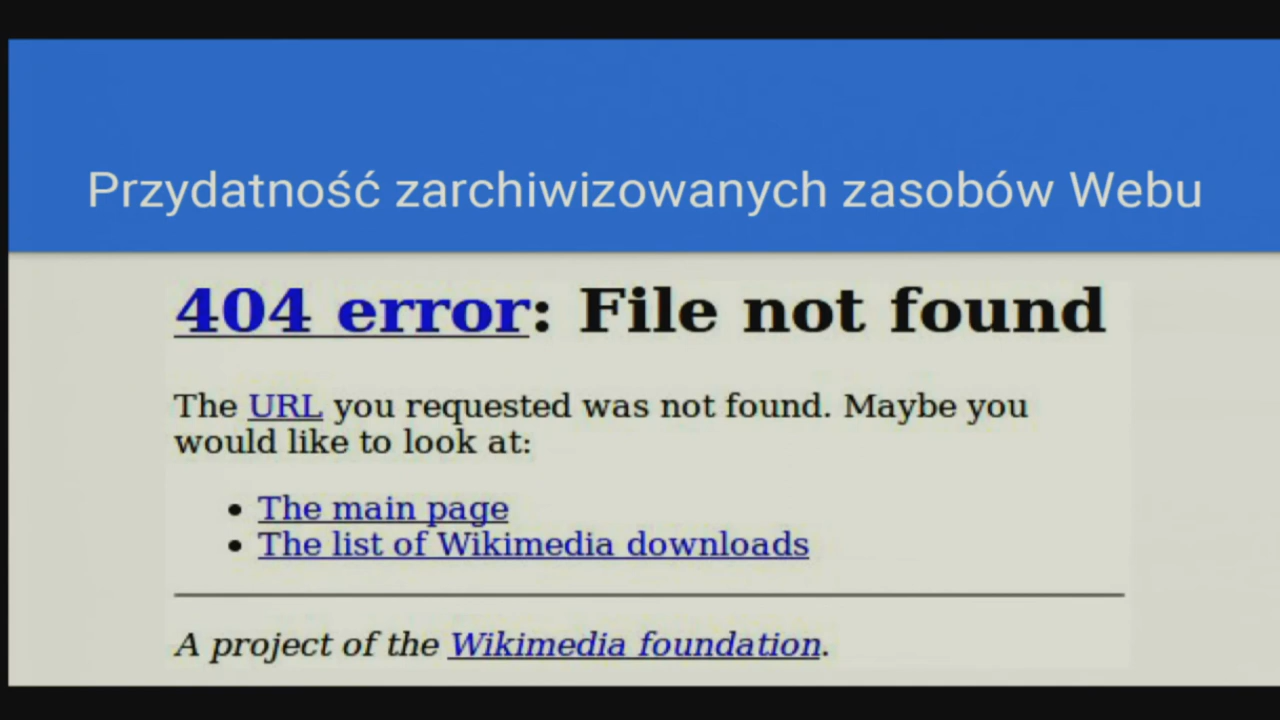 Przydatność zarchiwizowanych zasobów Webu
404 error: File not found
The URL you requested was not found. Maybe you
would like to look at:
• The main page
• The list of Wikimedia downloads
A project of the Wikimedia foundation.